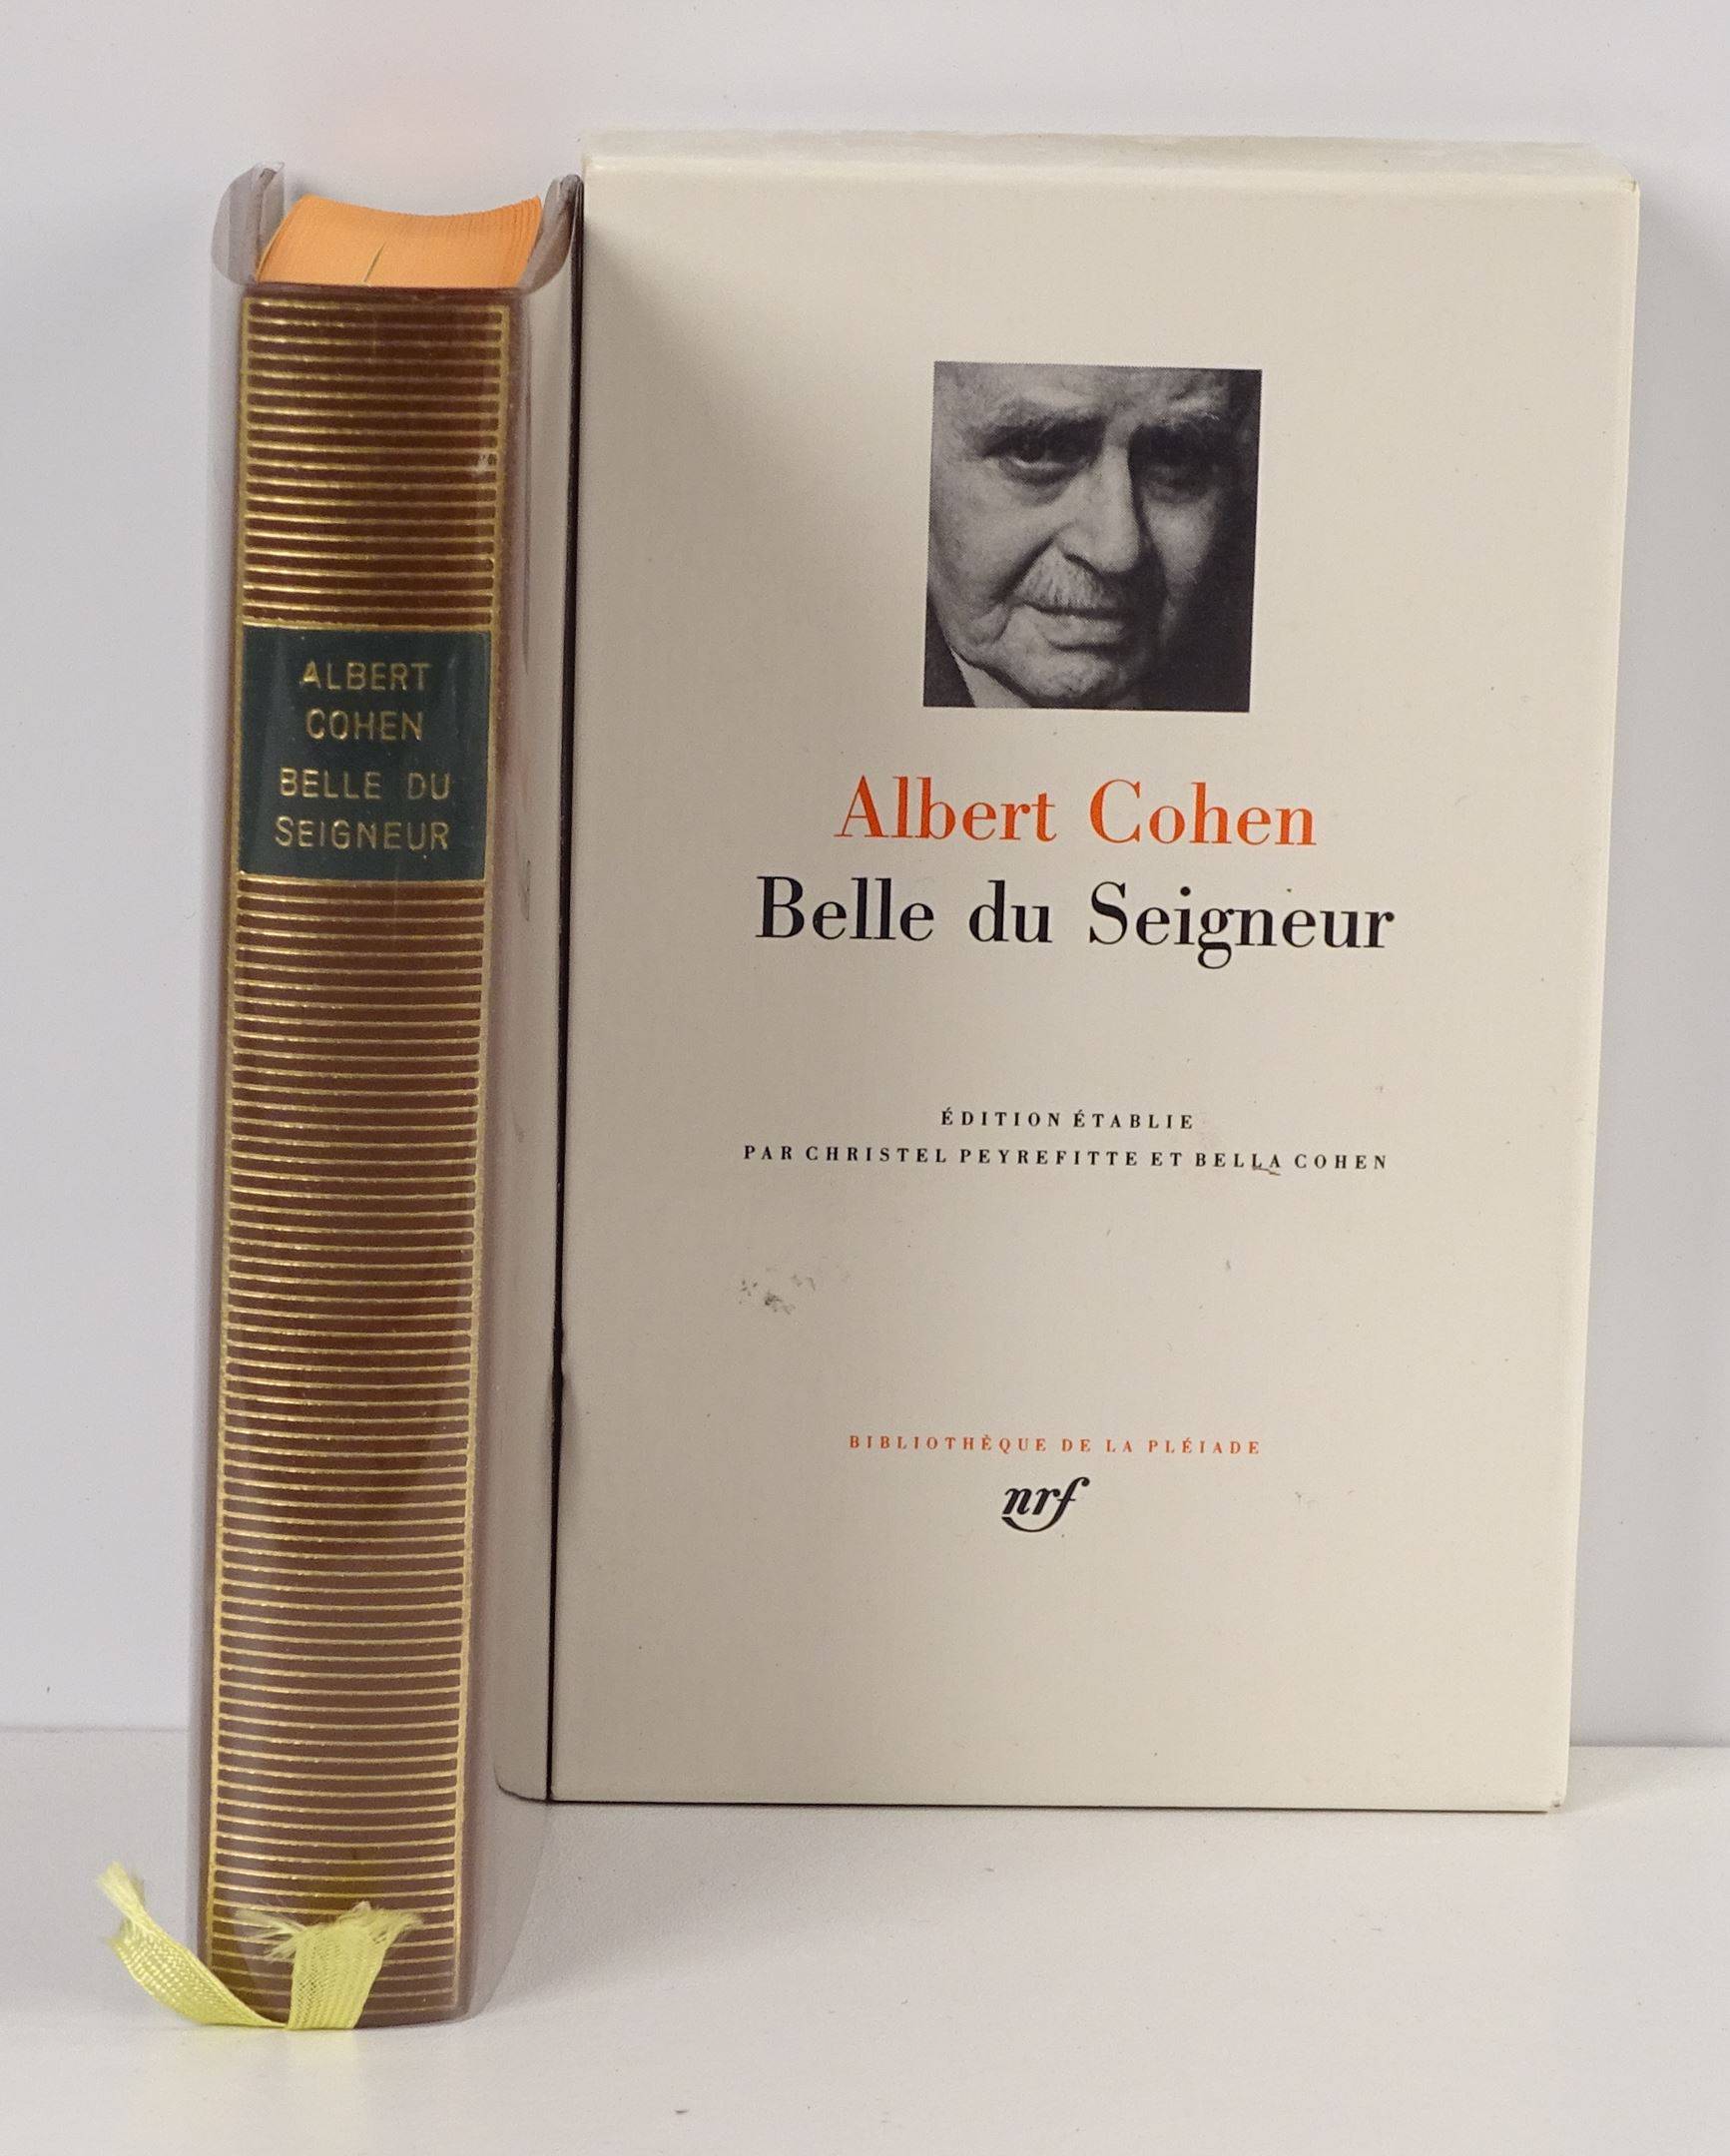 ALBERT
COHEN
BELLE DU
SEIGNEUR
Albert Cohen
Belle du Seigneur
ÉDITION ÉTABLIE
PAR CHRISTEL PEYREFITTE ET BELLA COHEN
BIBLIOTHÈQUE DE LA PLÉIADE
nrf